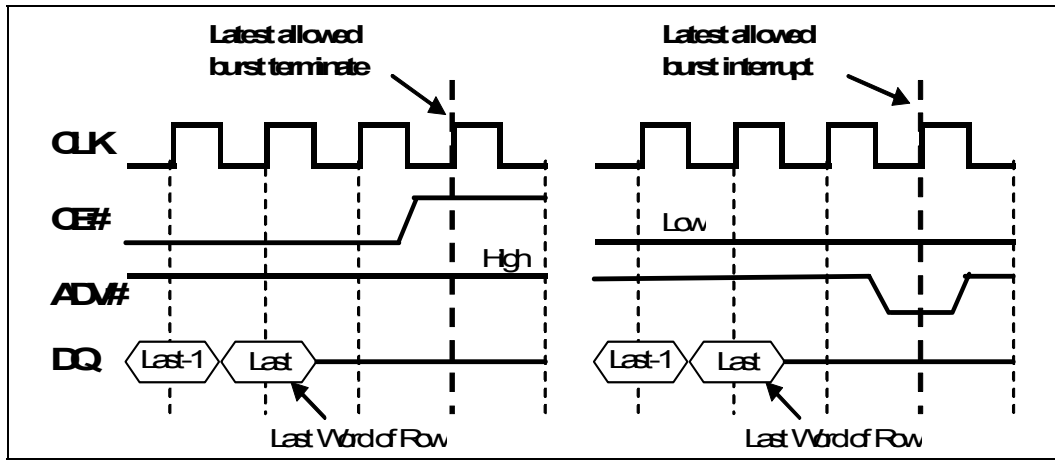 Latest allowed
burst terminate
Latest allowed
burst interrupt
CLK
CE#
Low
High
ADV#
DQ
Last-1
Last
Last-1
Last
Last Word of Row
Last Word of Row